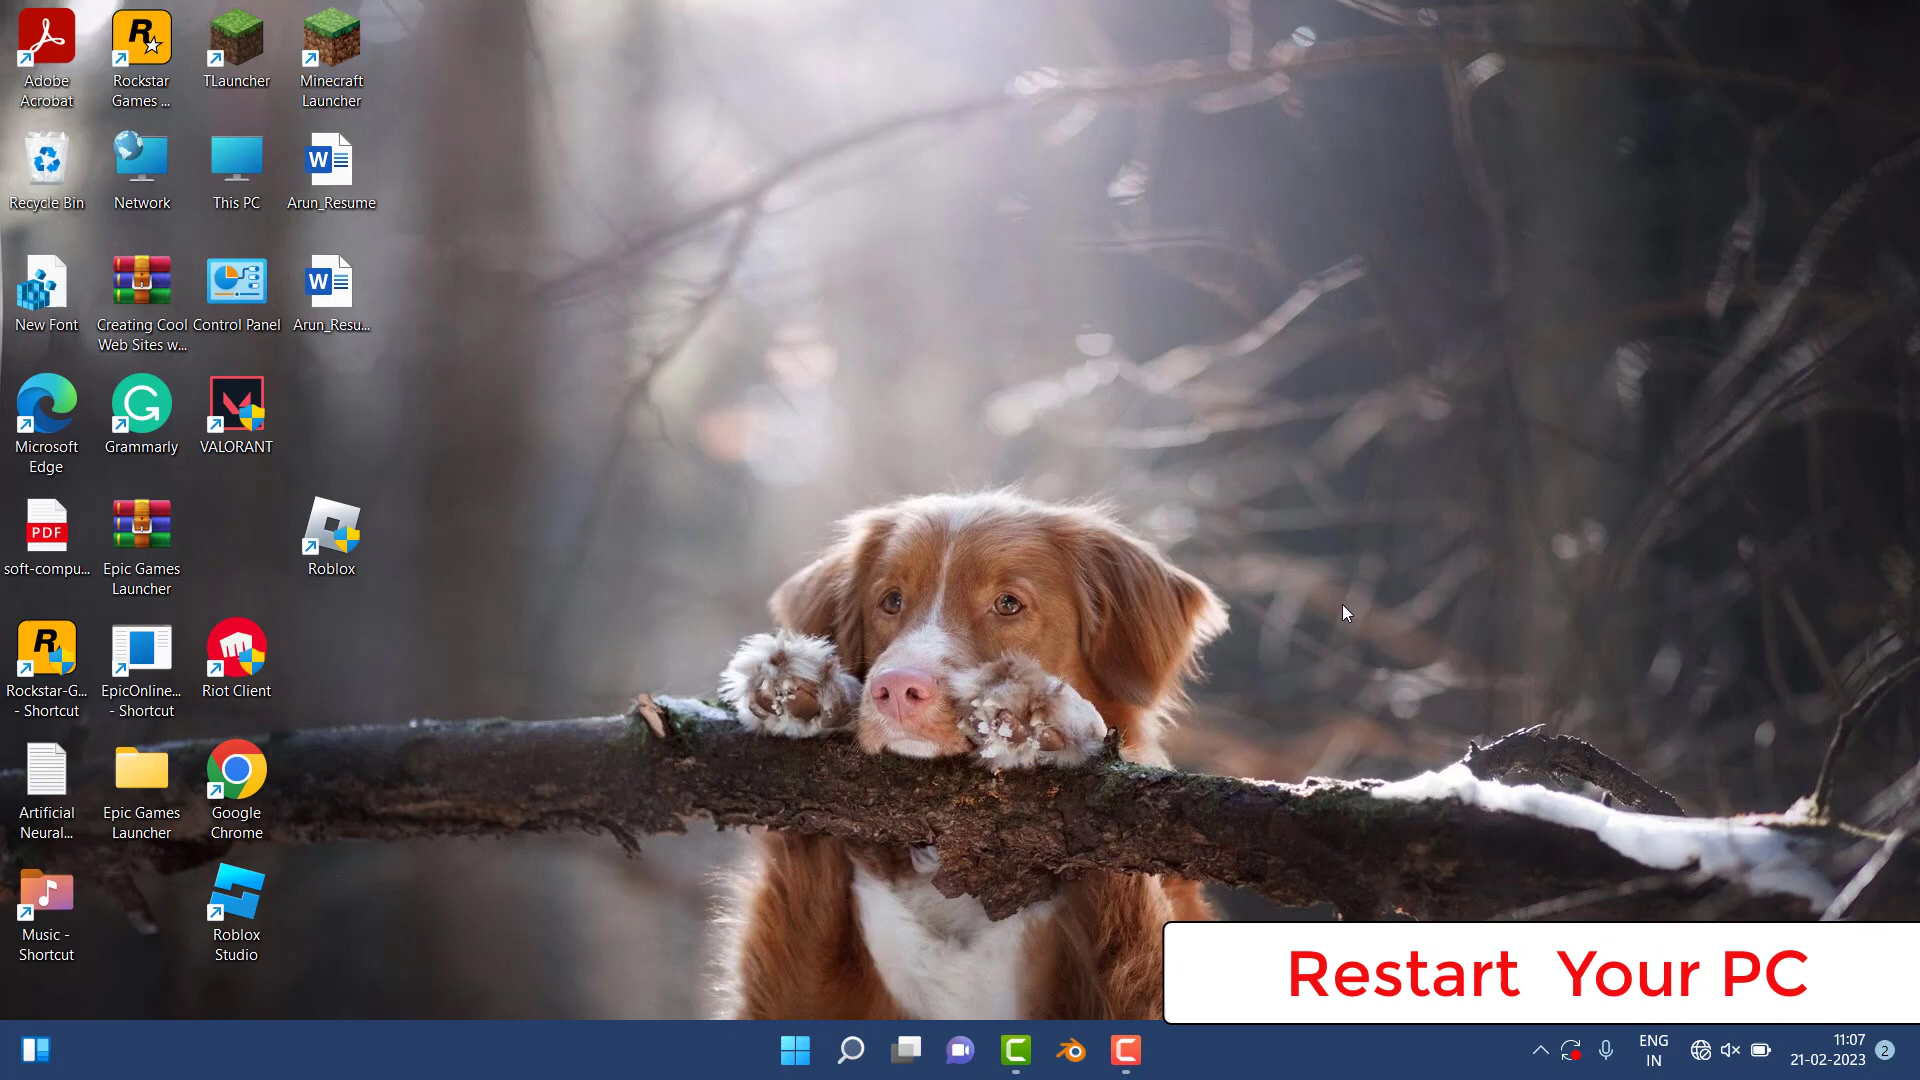 Adobe
Acrobat
Rockstar
Games ...
TLauncher
Minecraft
Launcher
Recycle Bin
Network
This PC
W
Arun_Resume
New Font
Creating Cool
Web Sites w...
Control Panel
W
Arun_Resu...
Microsoft
Edge
Grammarly
VALORANT
PDF
soft-compu...
Epic Games
Launcher
Roblox
Rockstar-G...
- Shortcut
EpicOnline...
- Shortcut
Riot Client
Artificial
Neural...
Epic Games
Launcher
Google
Chrome
Music -
Shortcut
Roblox
Studio
Restart Your PC
ENG
IN
11:07
21-02-2023
2